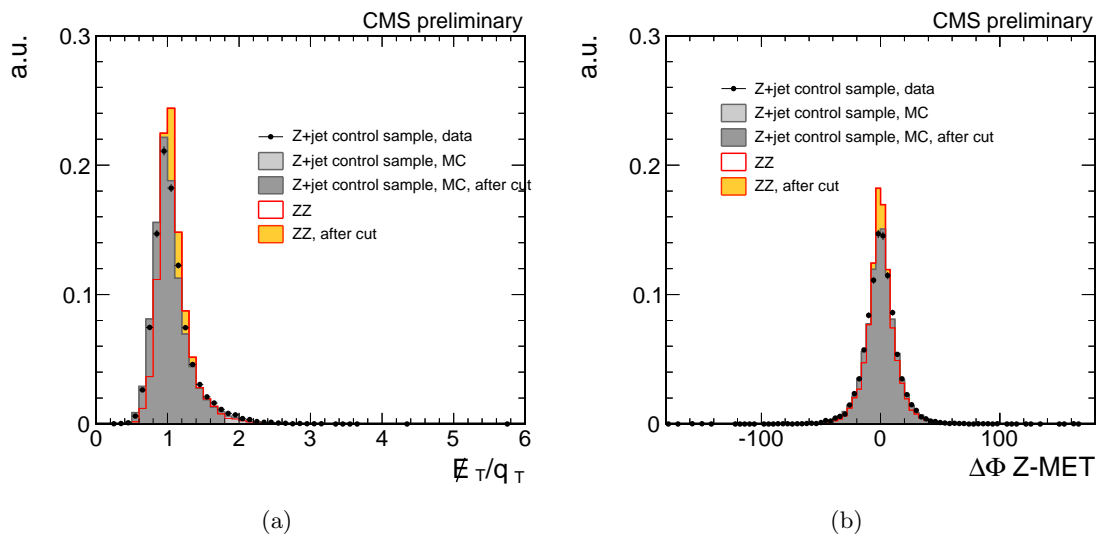 CMS preliminary
a.u.
0.3
0.2
0.1
0
Z+jet control sample, data
Z+jet control sample, MC
Z+jet control sample, MC, after cut
ZZ
ZZ, after cut
0 1 2 3 4 5 6
E̸ T/q T
(a)
CMS preliminary
a.u.
0.3
0.2
0.1
0
Z+jet control sample, data
Z+jet control sample, MC
Z+jet control sample, MC, after cut
ZZ
ZZ, after cut
-100 0 100
ΔΦ Z-MET
(b)